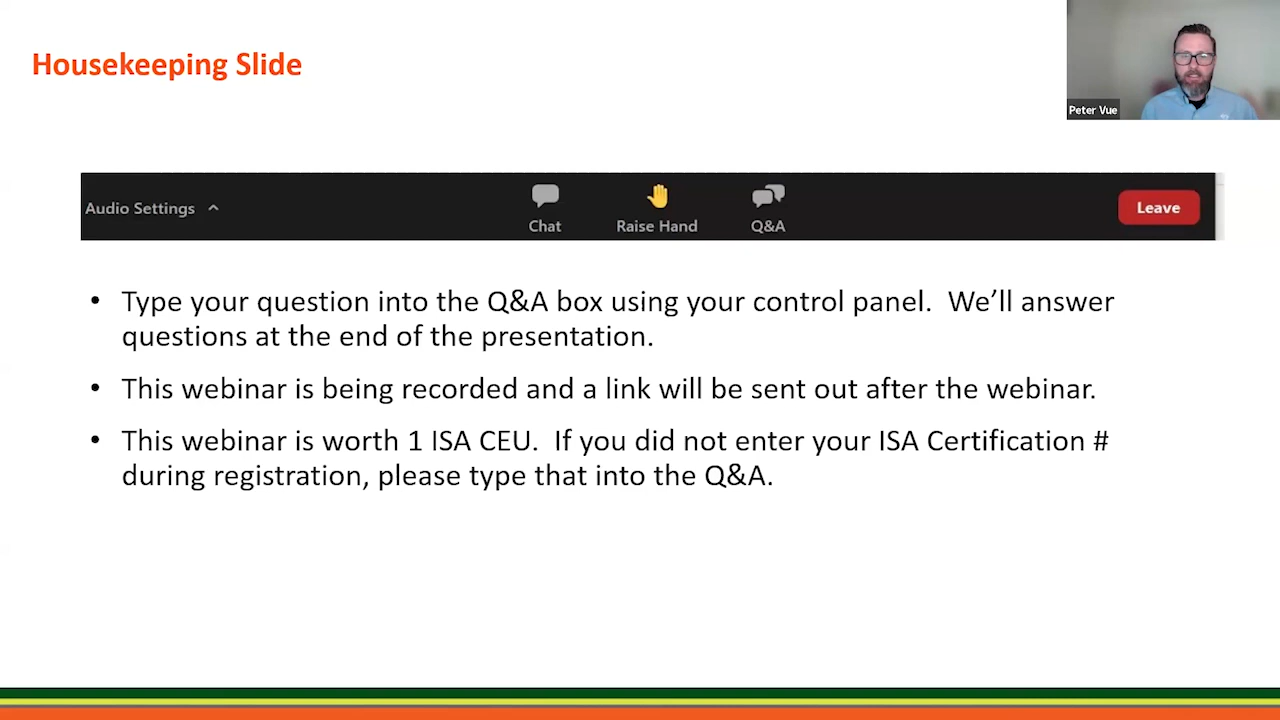 Housekeeping Slide
Peter Vue
Audio Settings
Chat
Raise Hand
Q&A
Leave
• Type your question into the Q&A box using your control panel.  We’ll answer
questions at the end of the presentation.
• This webinar is being recorded and a link will be sent out after the webinar.
• This webinar is worth 1 ISA CEU.  If you did not enter your ISA Certification #
during registration, please type that into the Q&A.